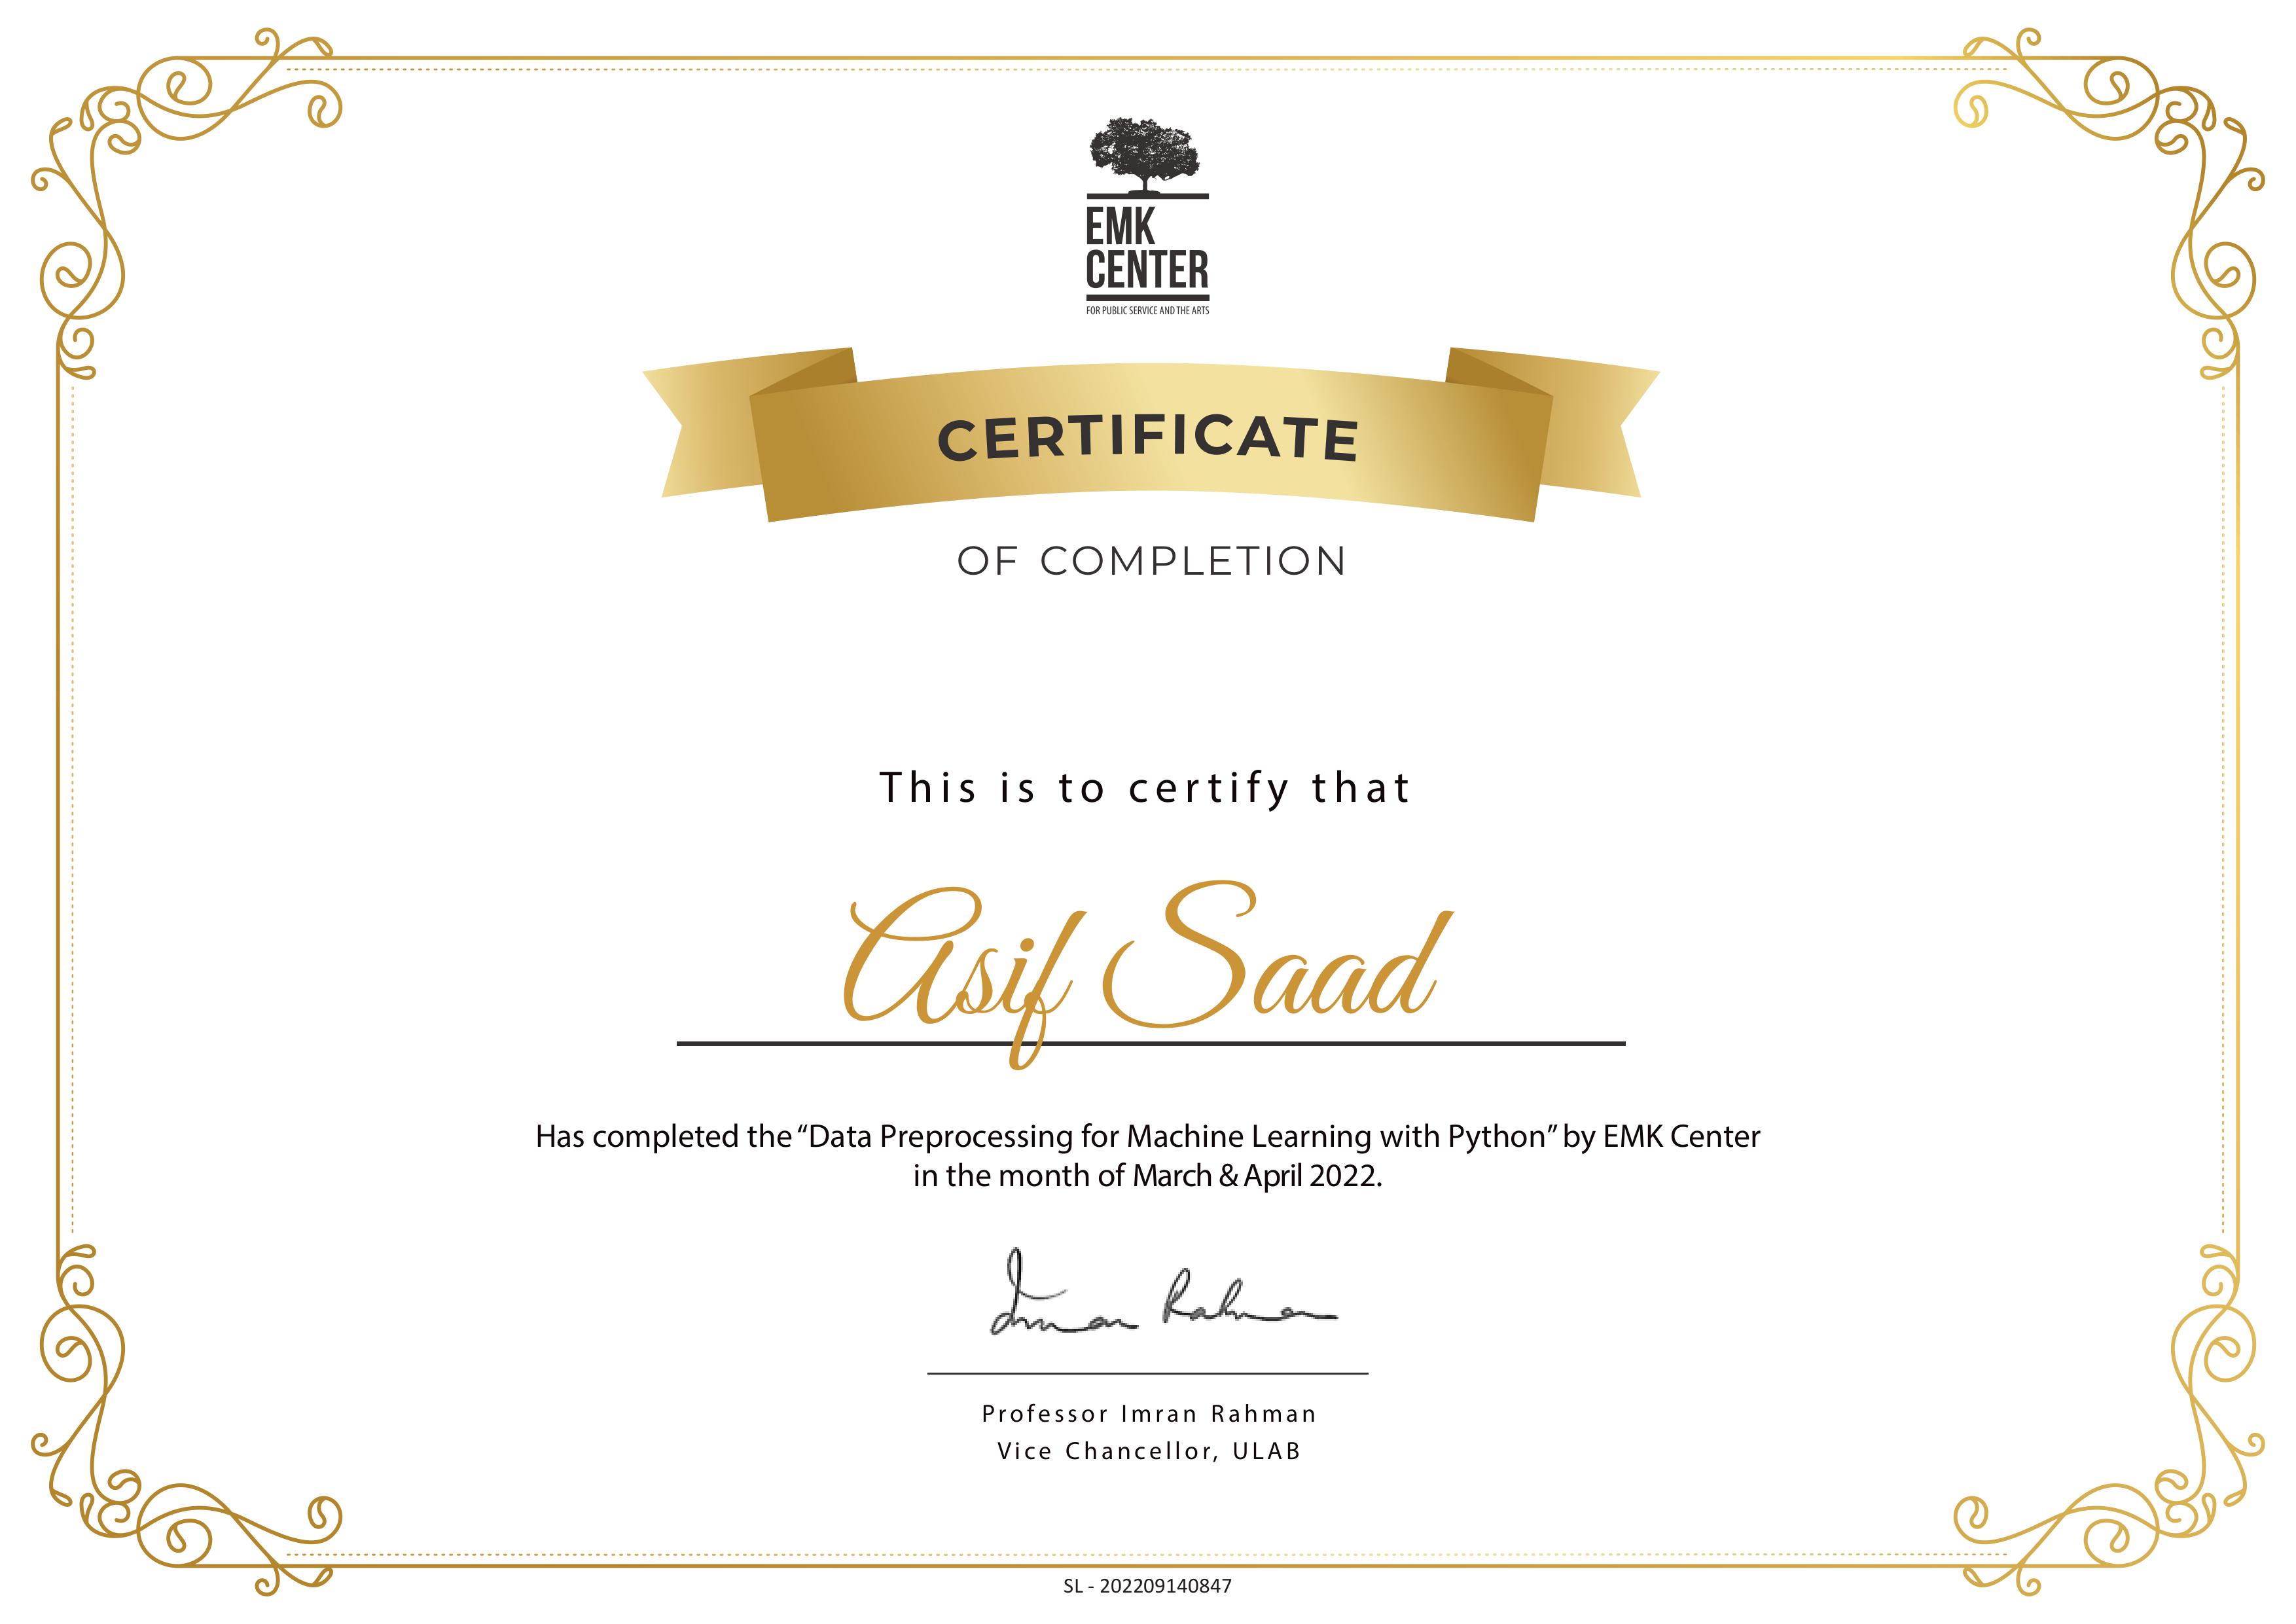 EMK
CENTER
FOR PUBLIC SERVICE AND THE ARTS
CERTIFICATE
OF COMPLETION
This is to certify that
Asif Saad
Has completed the “Data Preprocessing for Machine Learning with Python” by EMK Center
in the month of March & April 2022.
Imran Rahman
Professor Imran Rahman
Vice Chancellor, ULAB
SL - 202209140847